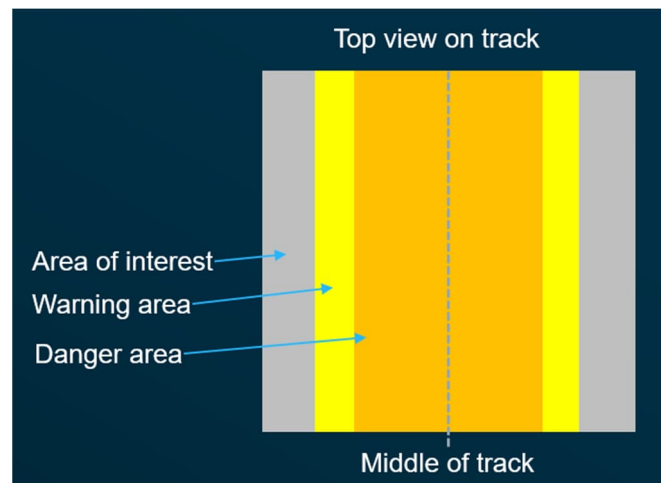 Top view on track
Area of interest
Warning area
Danger area
Middle of track